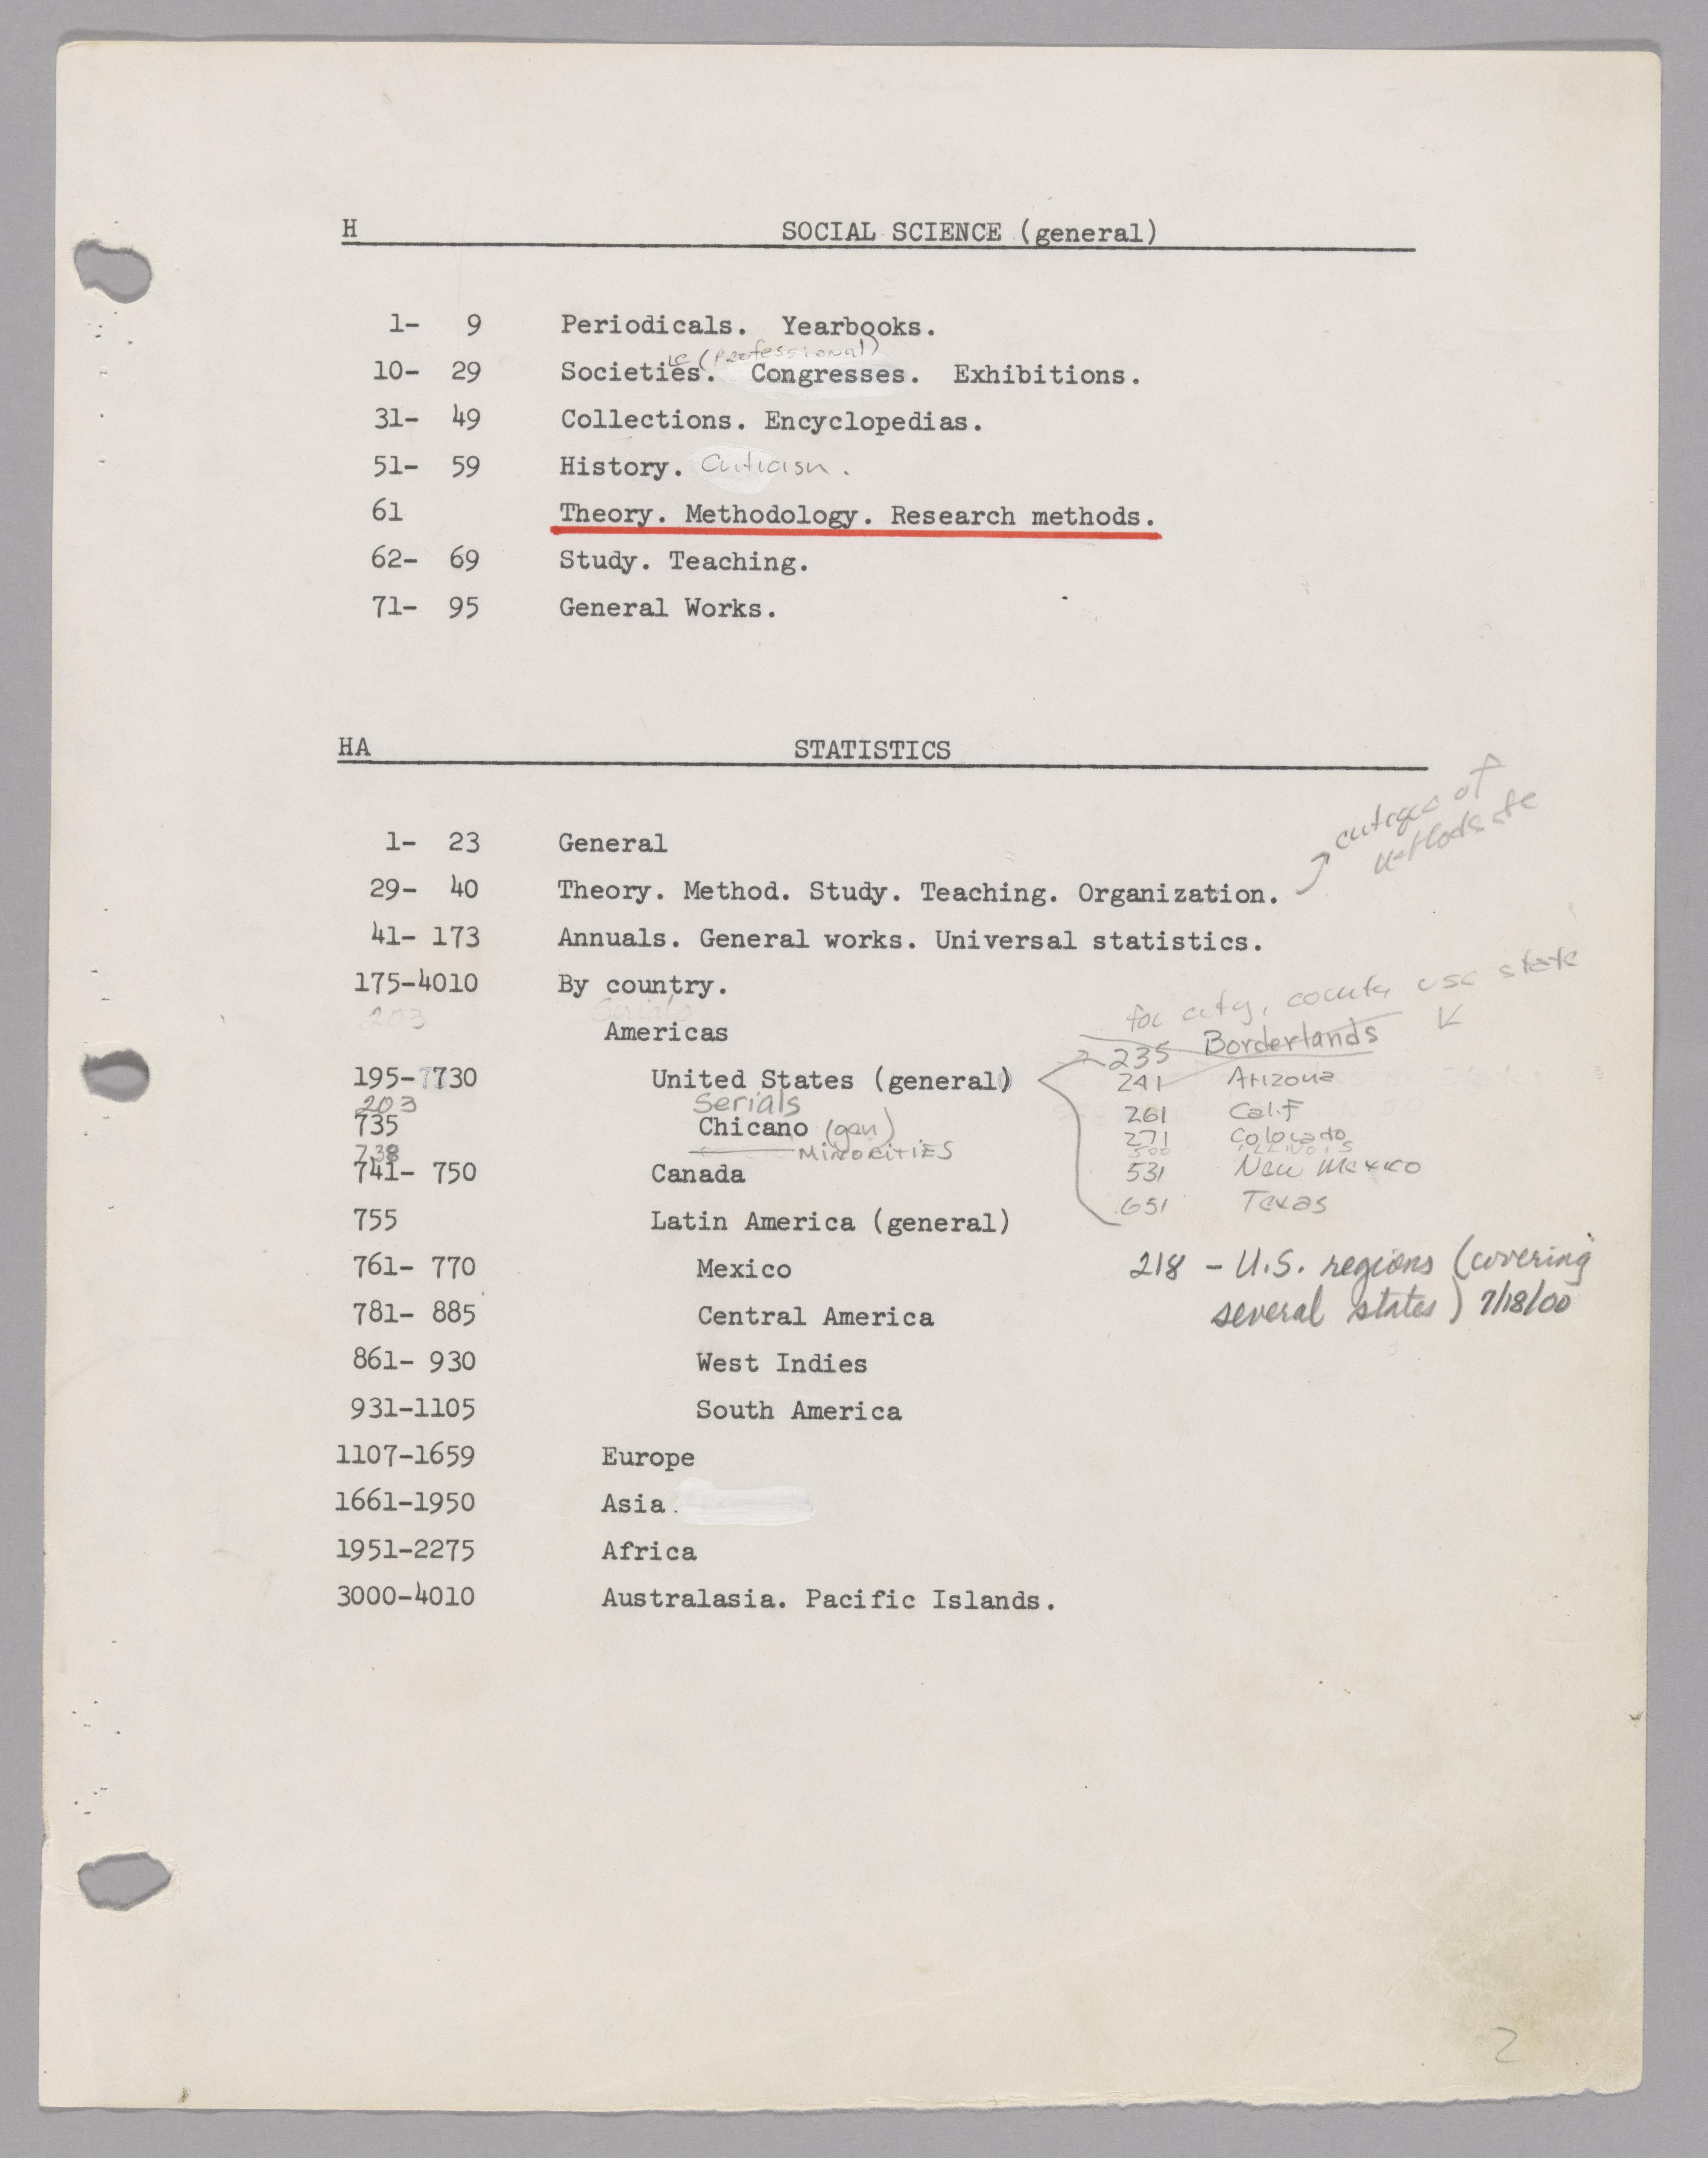 H SOCIAL SCIENCE (general)
1- 9 Periodicals. Yearbooks.
ie (Professional)
10- 29 Societies. Congresses. Exhibitions.
31- 49 Collections. Encyclopedias.
51- 59 History. Criticism.
61 Theory. Methodology. Research methods.
62- 69 Study. Teaching.
71- 95 General Works.
HA STATISTICS
critique of
methods etc
1- 23 General
29- 40 Theory. Method. Study. Teaching. Organization.
41- 173 Annuals. General works. Universal statistics.
175-4010 By country.
203 Serials
Americas
for city, county use state
235 Borderlands
195-7730 United States (general)
241 Arizona
203 Serials
261 Calif
735 Chicano (gen)
271 Colorado
738 MINORITIES
300 ILLINOIS
741- 750 Canada
531 New Mexico
651 Texas
755 Latin America (general)
761- 770 Mexico
218 - U.S. regions (covering
several states) 7/18/00
781- 885 Central America
861- 930 West Indies
931-1105 South America
1107-1659 Europe
1661-1950 Asia.
1951-2275 Africa
3000-4010 Australasia. Pacific Islands.
2